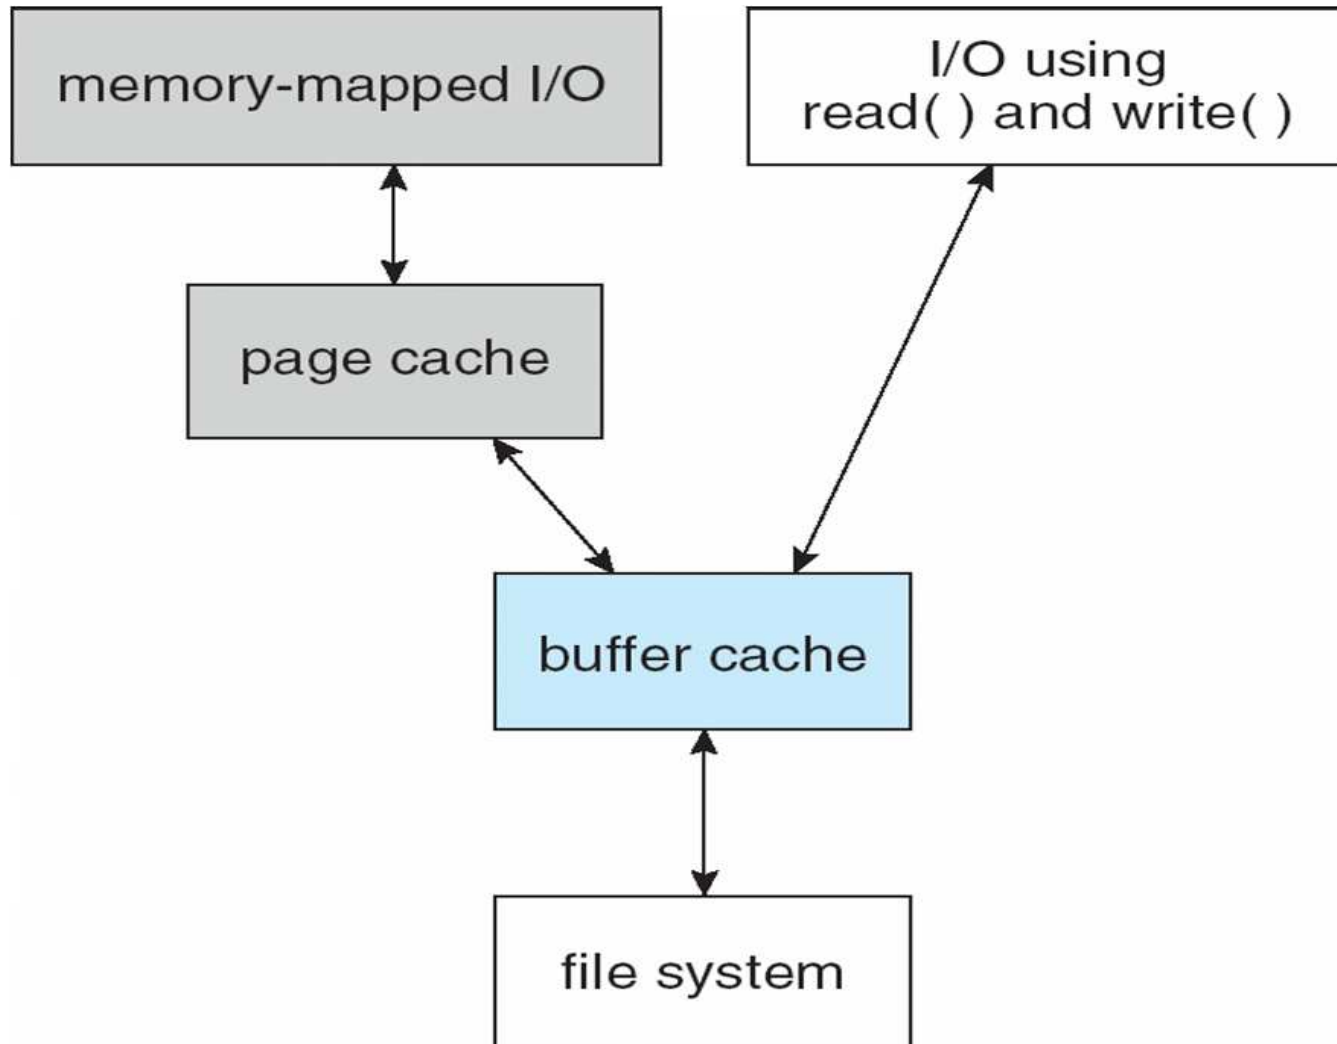 memory-mapped I/O
I/O using
read( ) and write( )
page cache
buffer cache
file system